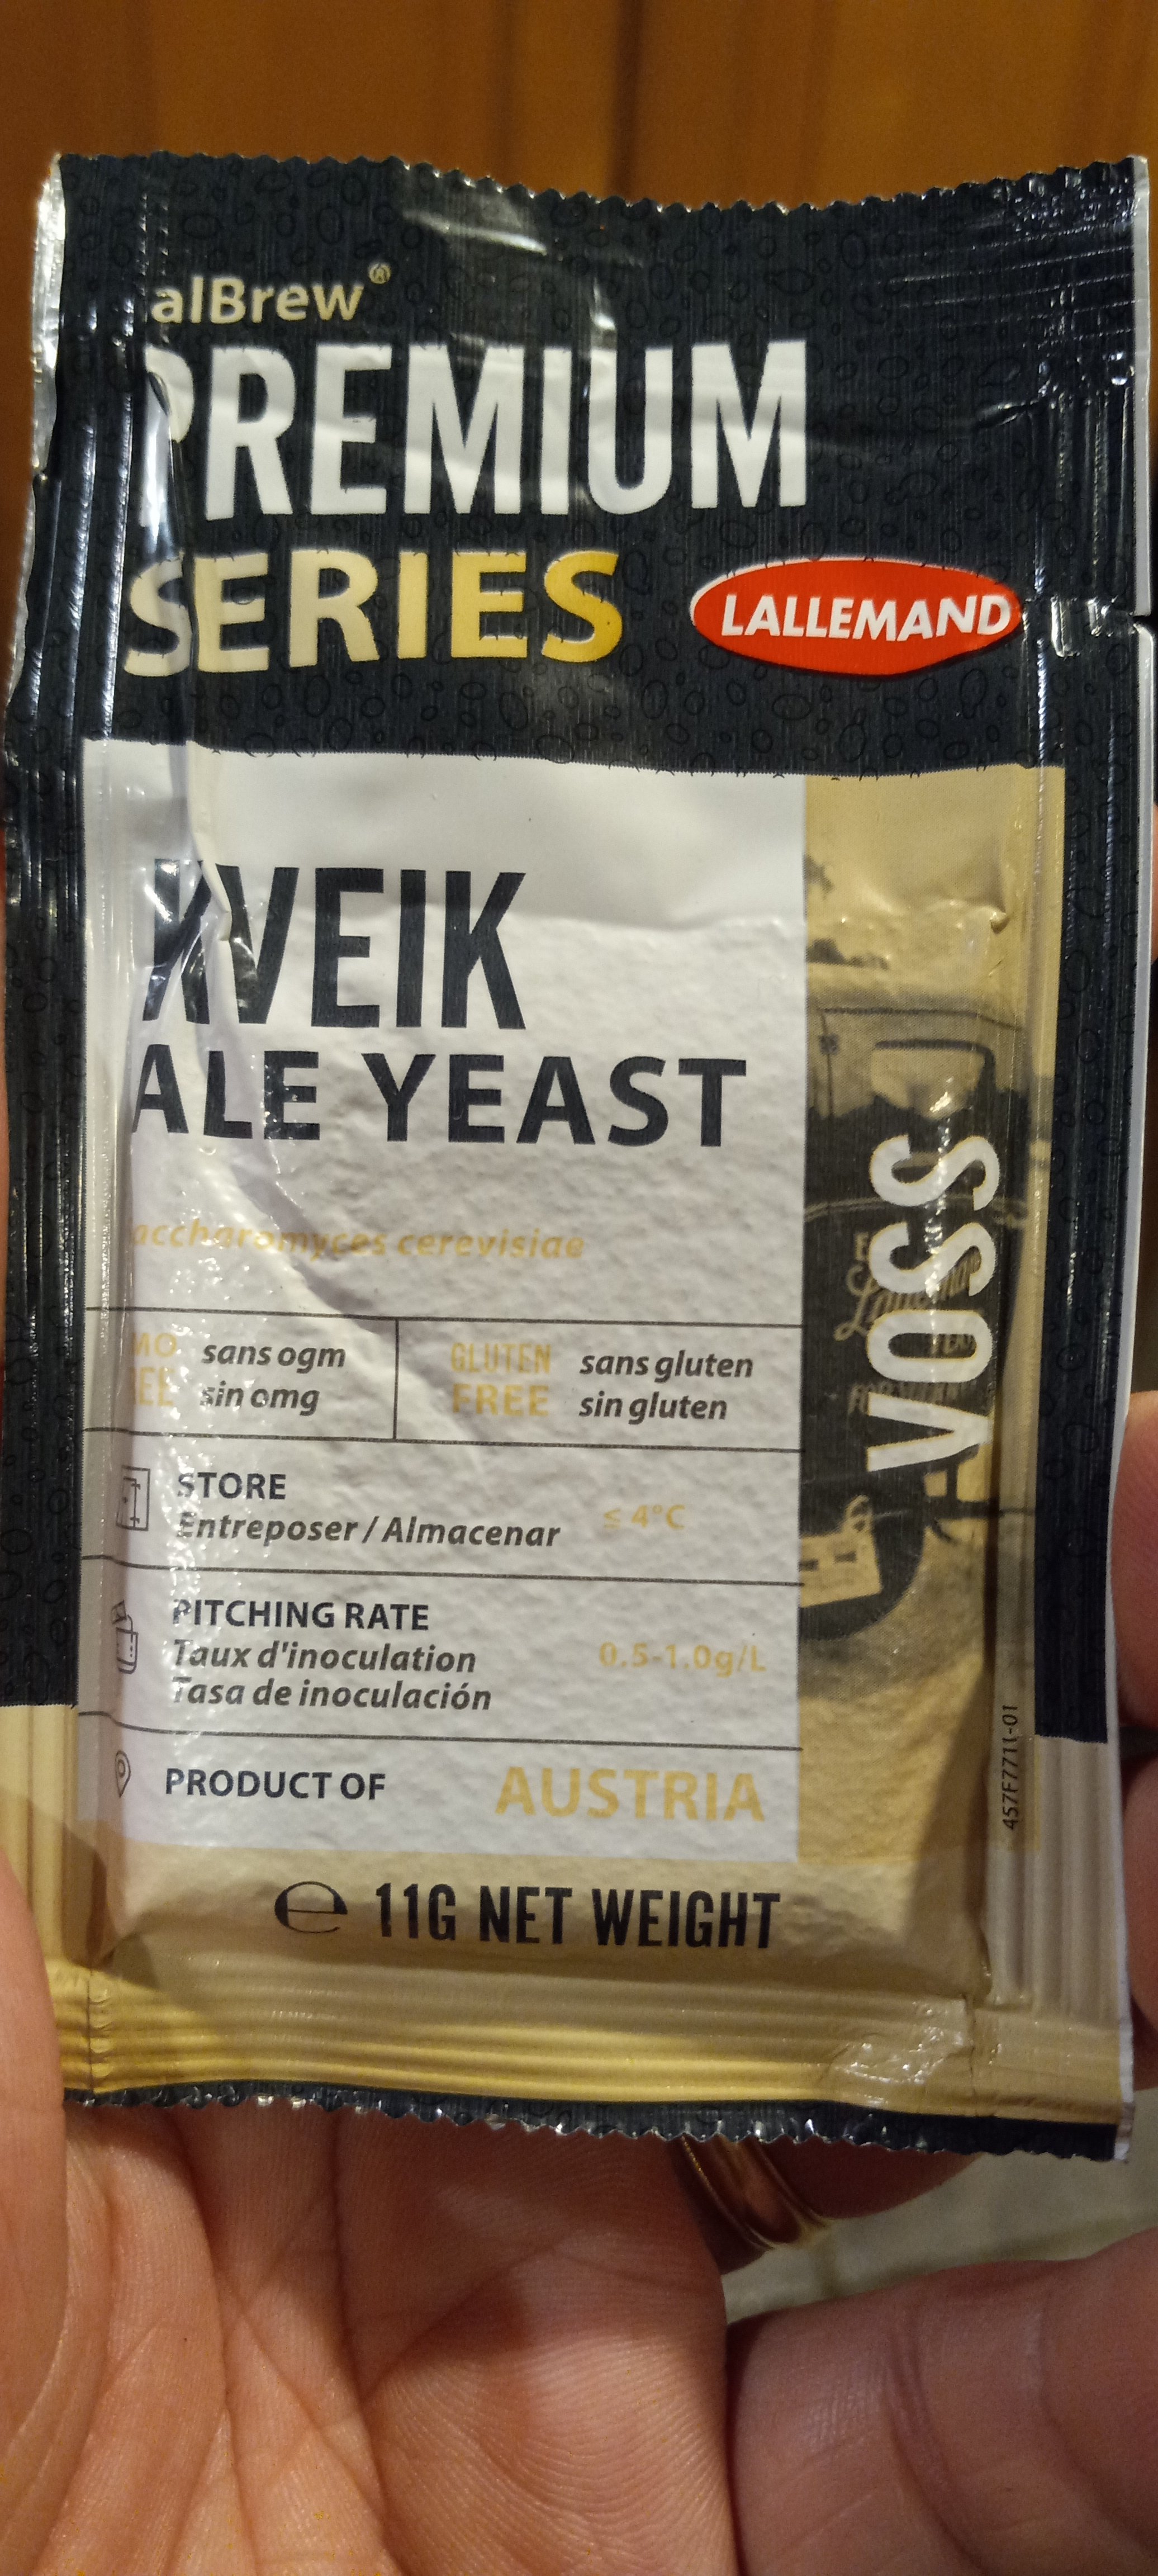 alBrew®
PREMIUM
SERIES
LALLEMAND
KVEIK
ALE YEAST
accharomyces cerevisiae
sans ogm
sin omg
GLUTEN
FREE
sans gluten
sin gluten
STORE
Entreposer / Almacenar
≤ 4°C
PITCHING RATE
Taux d'inoculation
Tasa de inoculación
0.5-1.0g/L
PRODUCT OF
AUSTRIA
℮ 11G NET WEIGHT
VOSS
457F7711-01